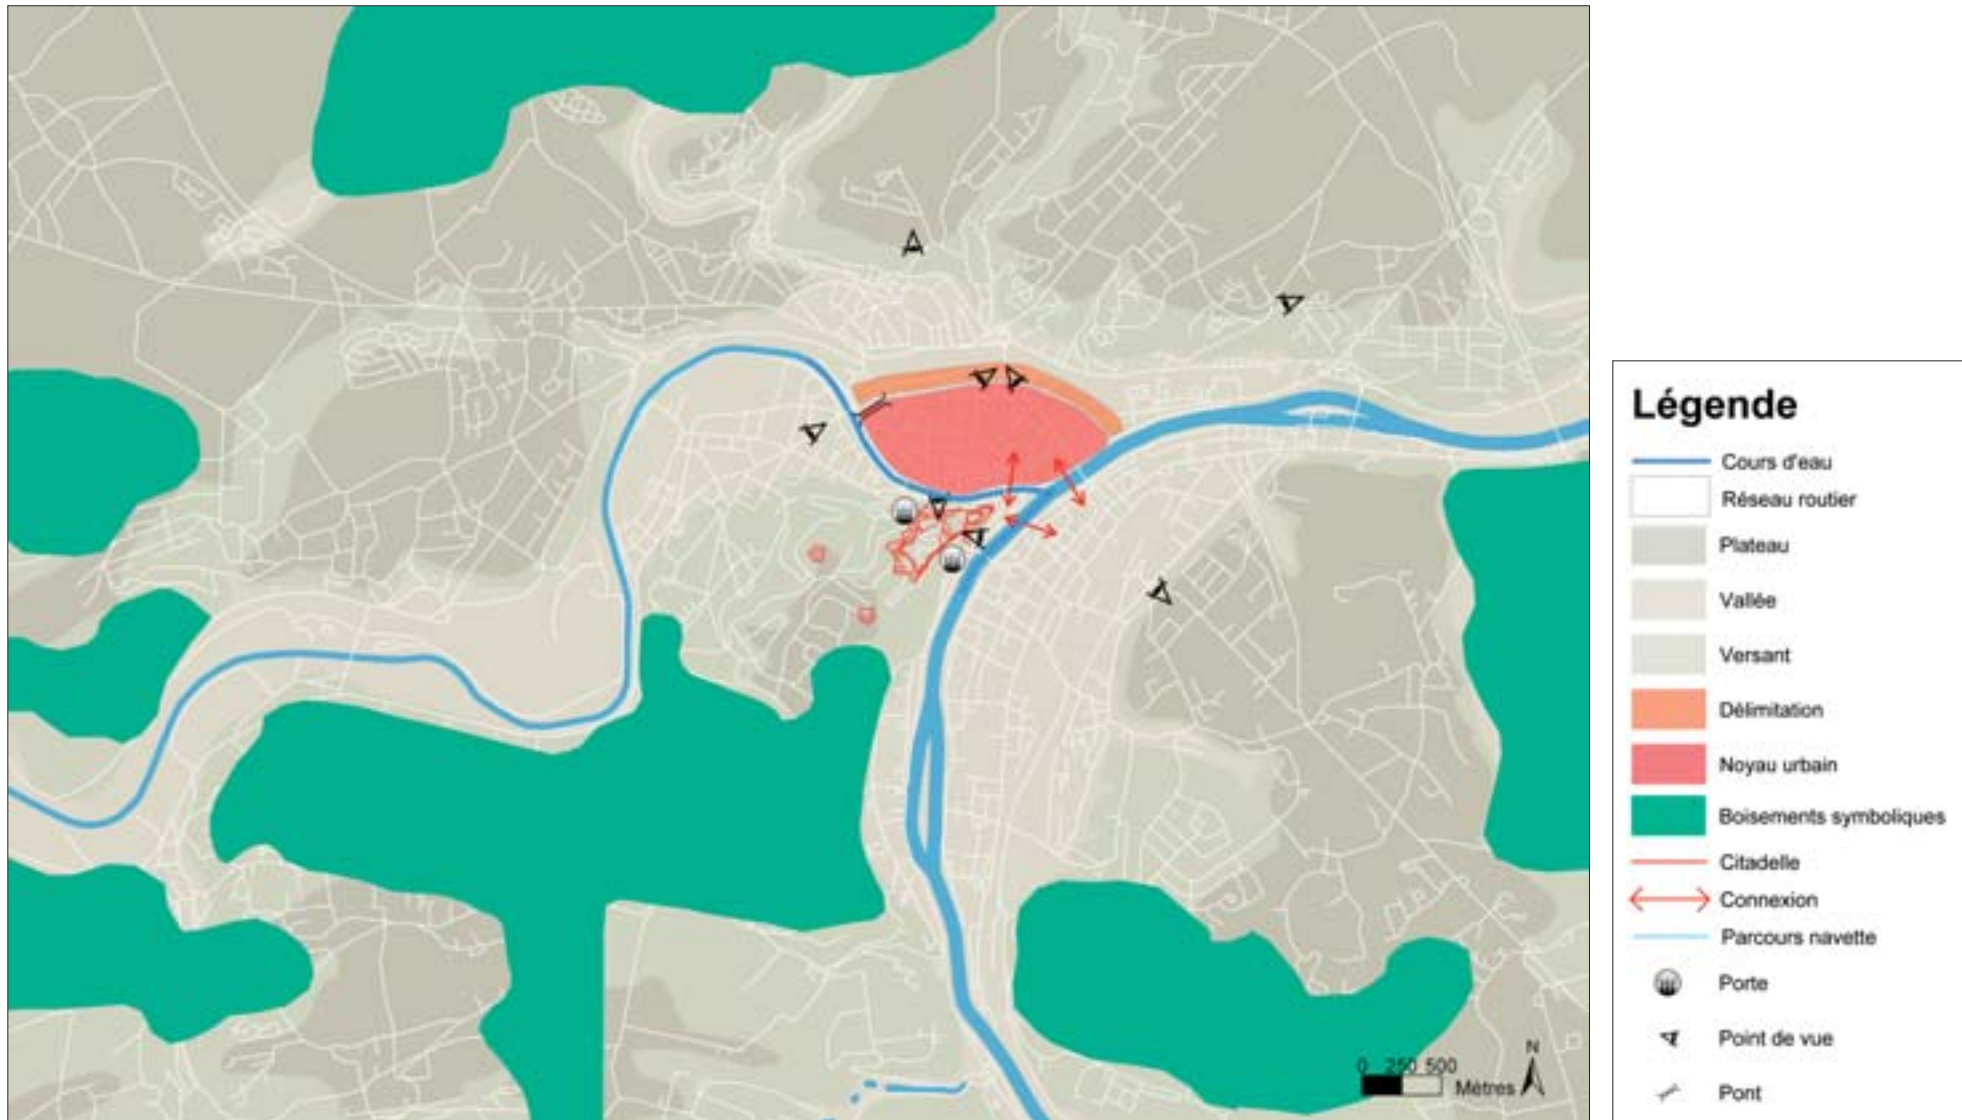 Légende
Cours d'eau
Réseau routier
Plateau
Vallée
Versant
Délimitation
Noyau urbain
Boisements symboliques
Citadelle
Connexion
Parcours navette
Porte
Point de vue
Pont
N
0 250 500
Mètres